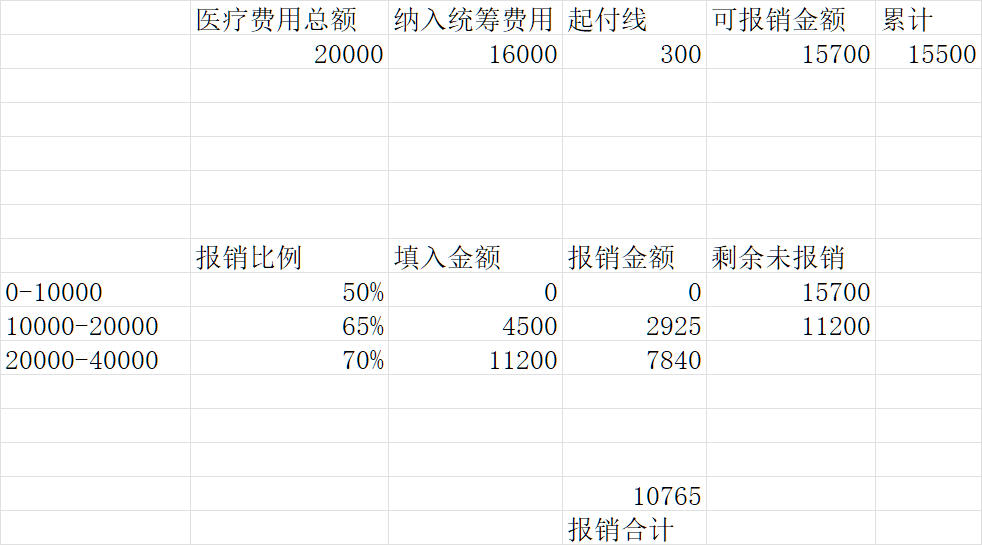 医疗费用总额 纳入统筹费用 起付线 可报销金额 累计
20000 16000 300 15700 15500
报销比例 填入金额 报销金额 剩余未报销
0-10000 50% 0 0 15700
10000-20000 65% 4500 2925 11200
20000-40000 70% 11200 7840
10765
报销合计